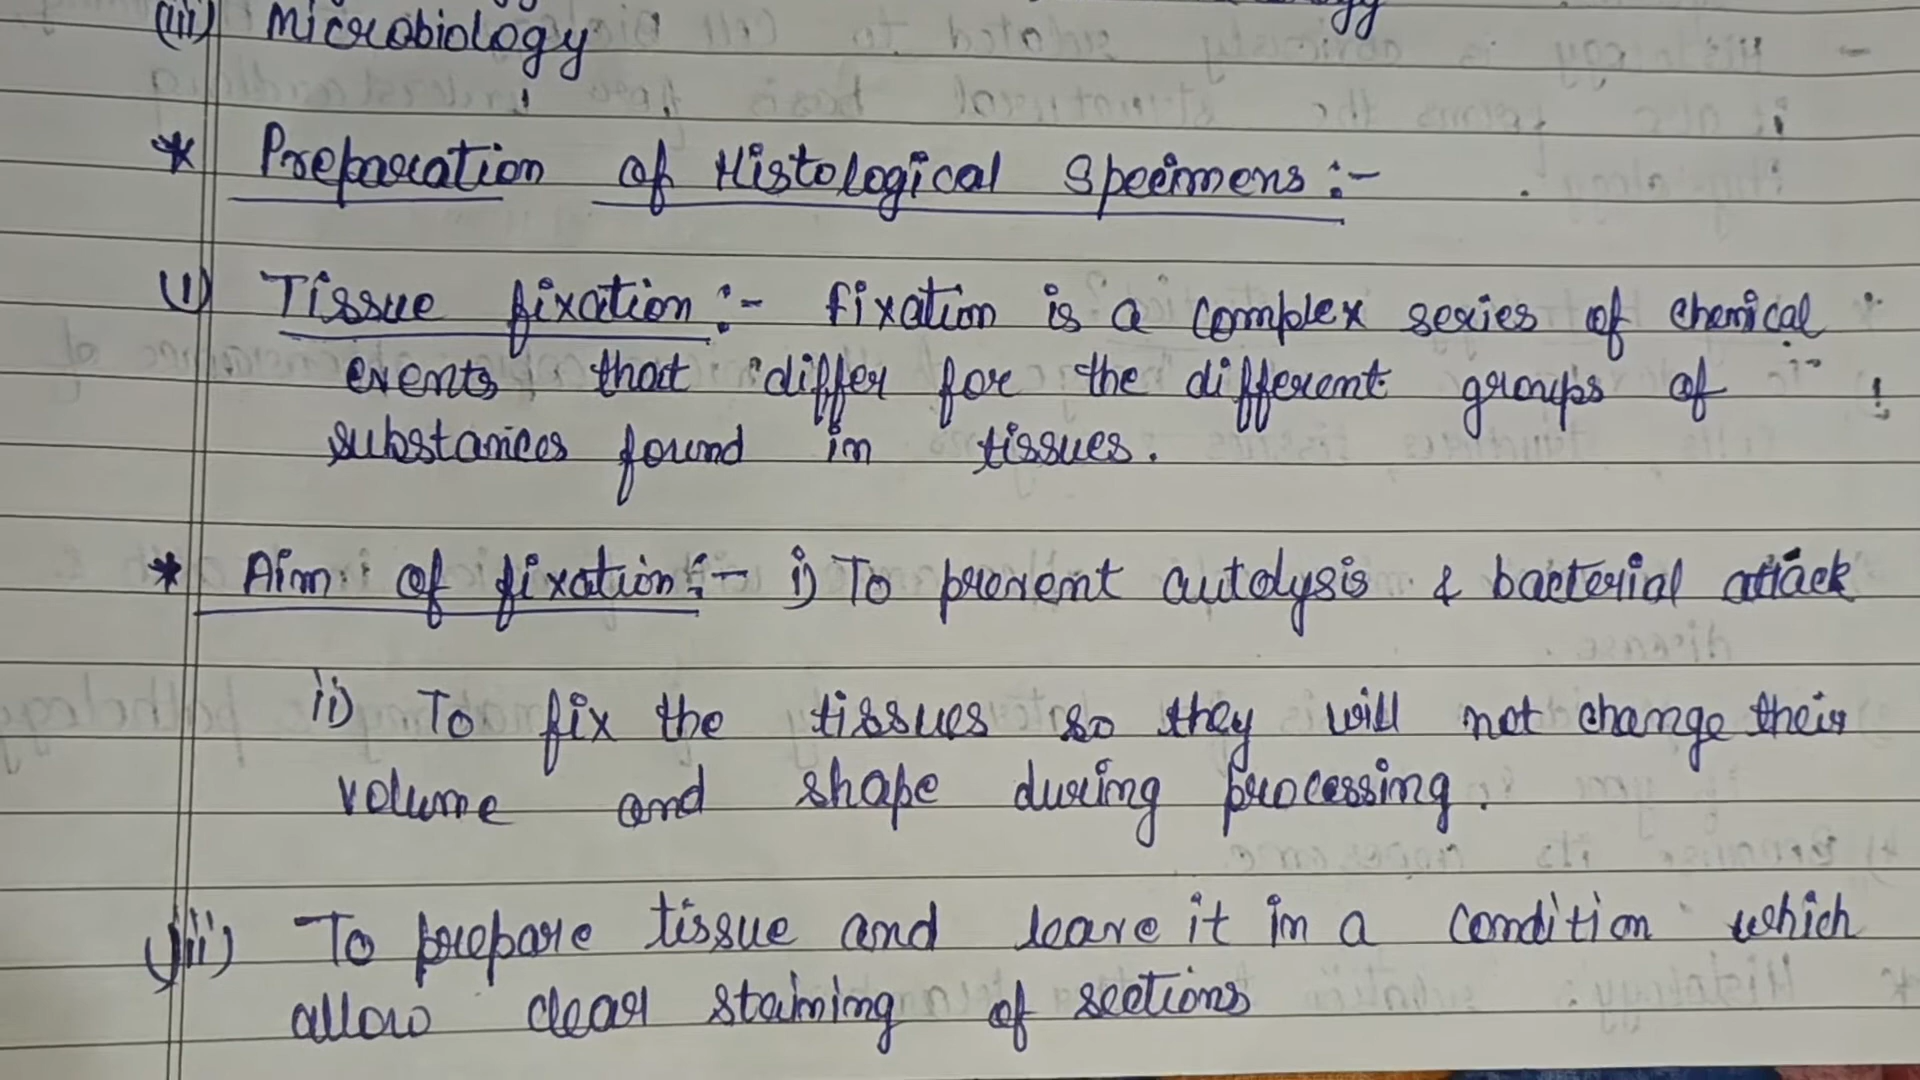 (iii) Microbiology
* Preparation of Histological Specimens :-
(1) Tissue fixation :- Fixation is a complex series of chemical
events that differ for the different groups of
substances found in tissues.
* Aim of fixation :- i) To prevent autolysis & bacterial attack
ii) To fix the tissues so they will not change their
volume and shape during processing.
iii) To prepare tissue and leave it in a condition which
allow clear staining of sections